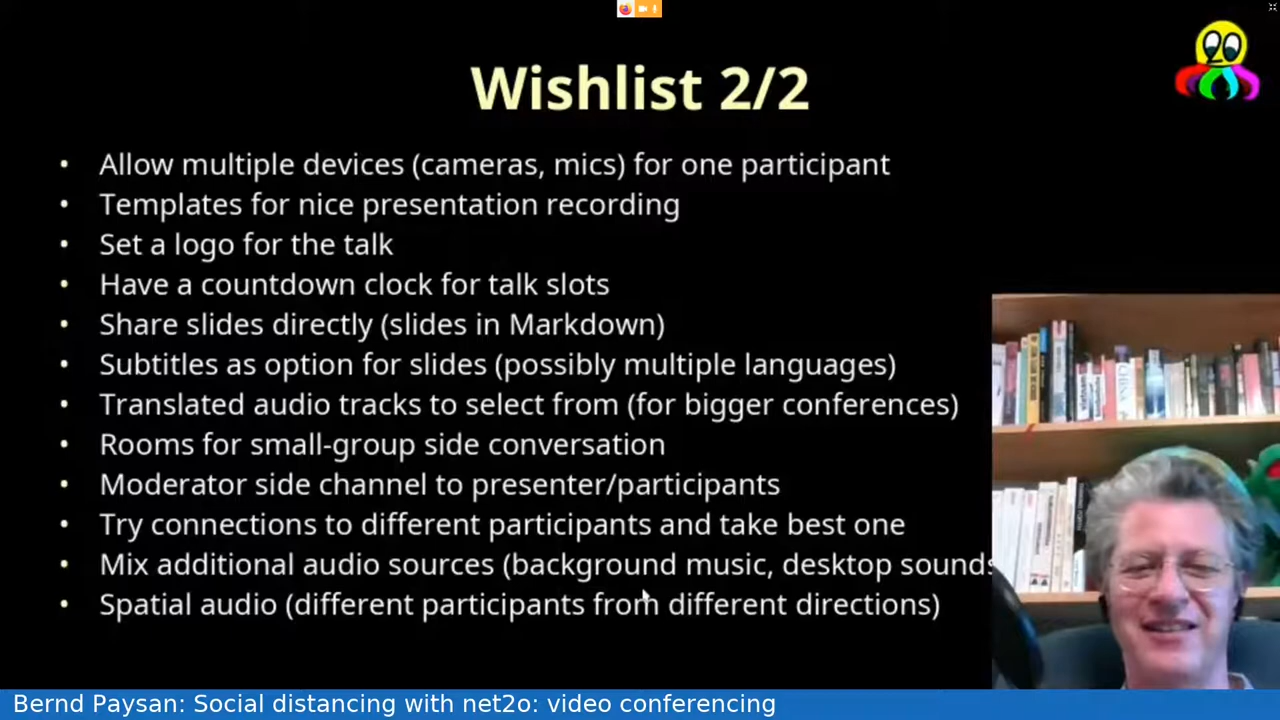 Wishlist 2/2
• Allow multiple devices (cameras, mics) for one participant
• Templates for nice presentation recording
• Set a logo for the talk
• Have a countdown clock for talk slots
• Share slides directly (slides in Markdown)
• Subtitles as option for slides (possibly multiple languages)
• Translated audio tracks to select from (for bigger conferences)
• Rooms for small-group side conversation
• Moderator side channel to presenter/participants
• Try connections to different participants and take best one
• Mix additional audio sources (background music, desktop sounds
• Spatial audio (different participants from different directions)
Bernd Paysan: Social distancing with net2o: video conferencing